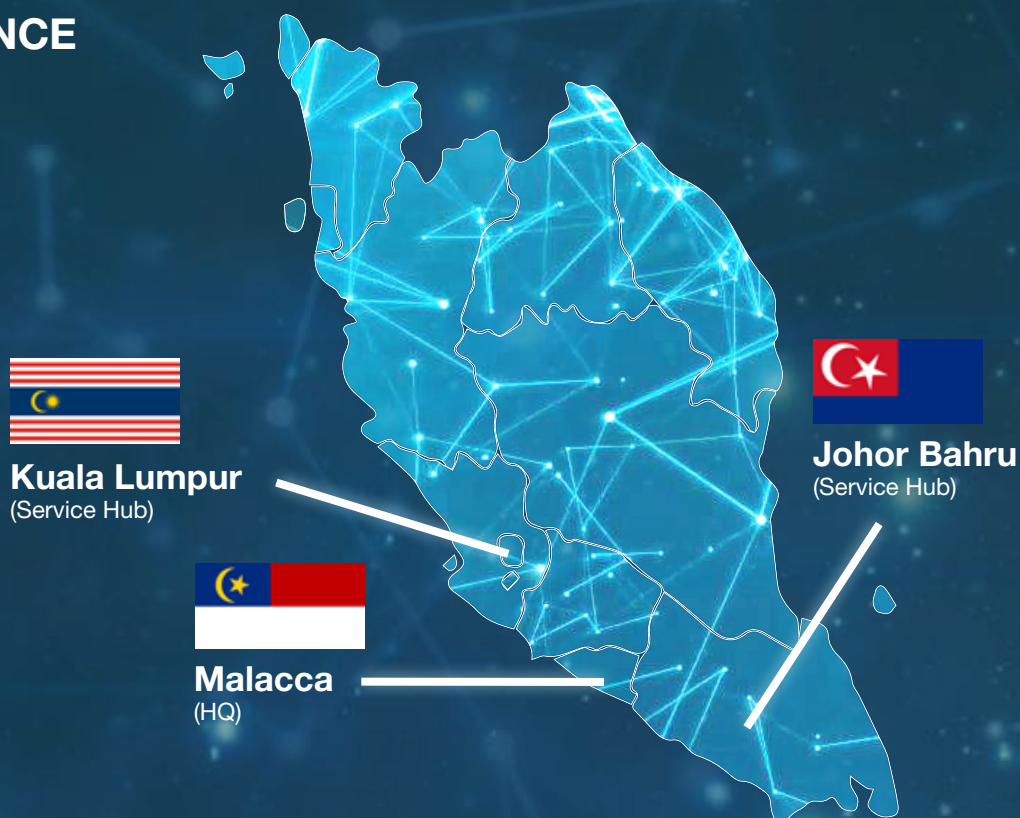 NCE
Kuala Lumpur
(Service Hub)
Johor Bahru
(Service Hub)
Malacca
(HQ)